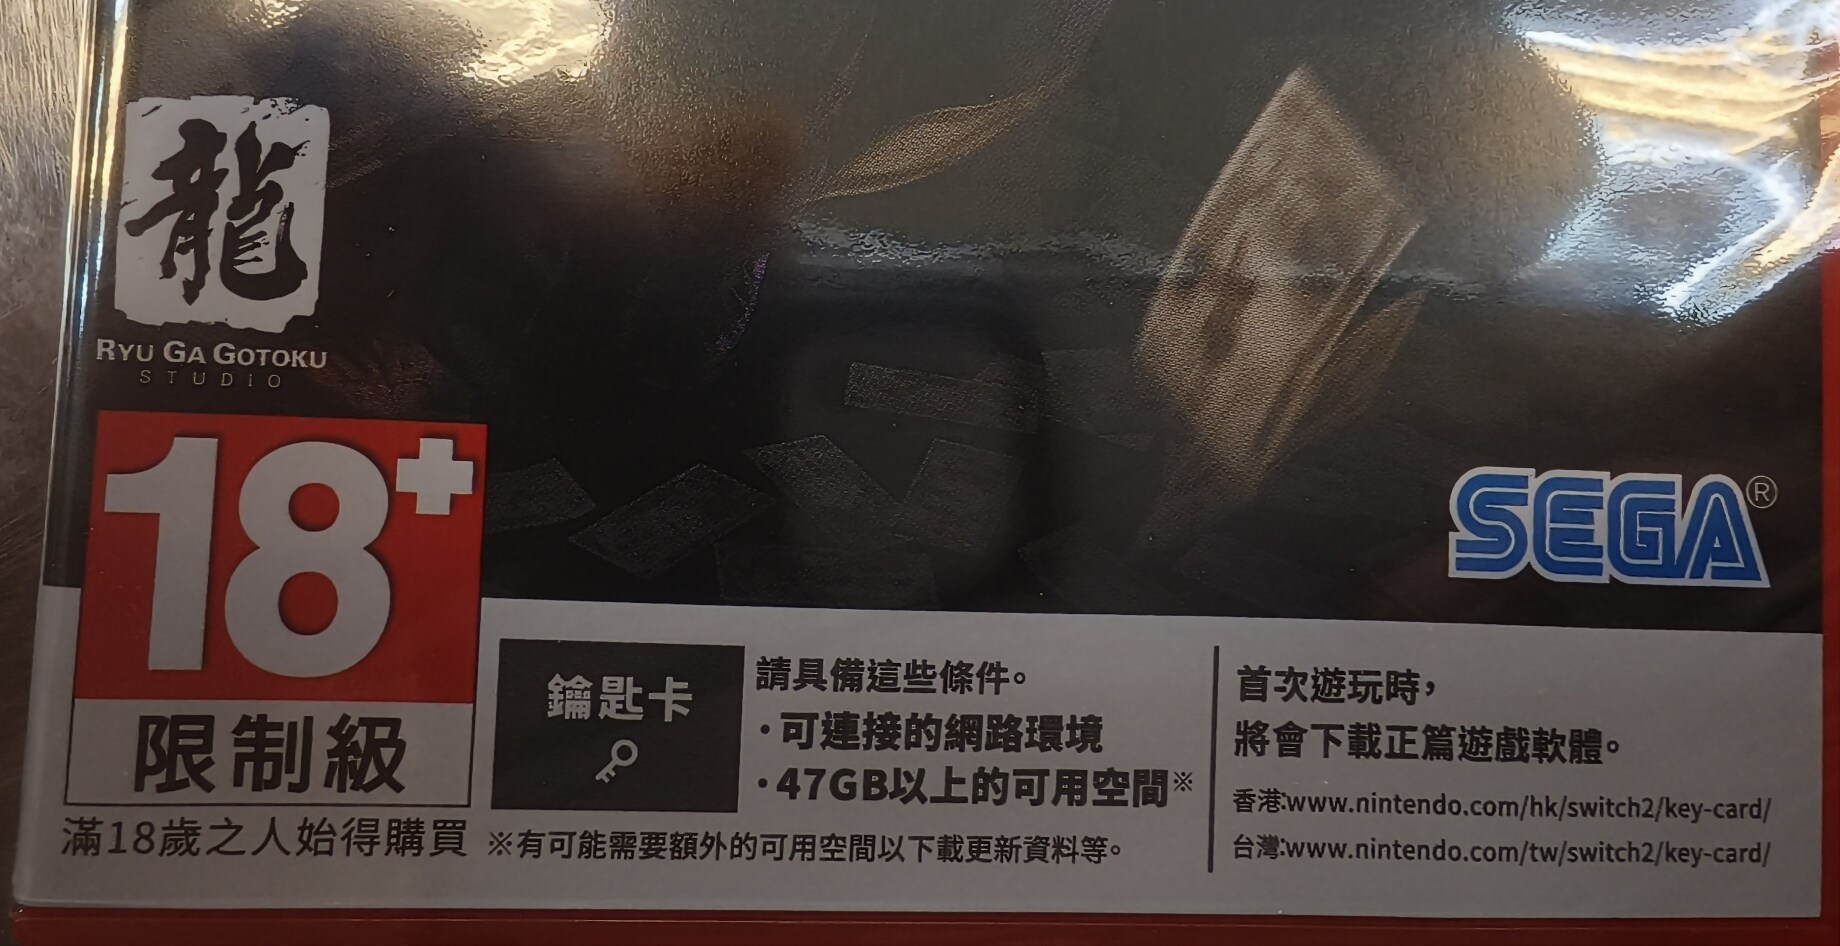 龍
RYU GA GOTOKU
STUDIO
18+
限制級
滿18歲之人始得購買
SEGA®
鑰匙卡
請具備這些條件。
・可連接的網路環境
・47GB以上的可用空間※
※有可能需要額外的可用空間以下載更新資料等。
首次遊玩時，
將會下載正篇遊戲軟體。
香港:www.nintendo.com/hk/switch2/key-card/
台灣:www.nintendo.com/tw/switch2/key-card/